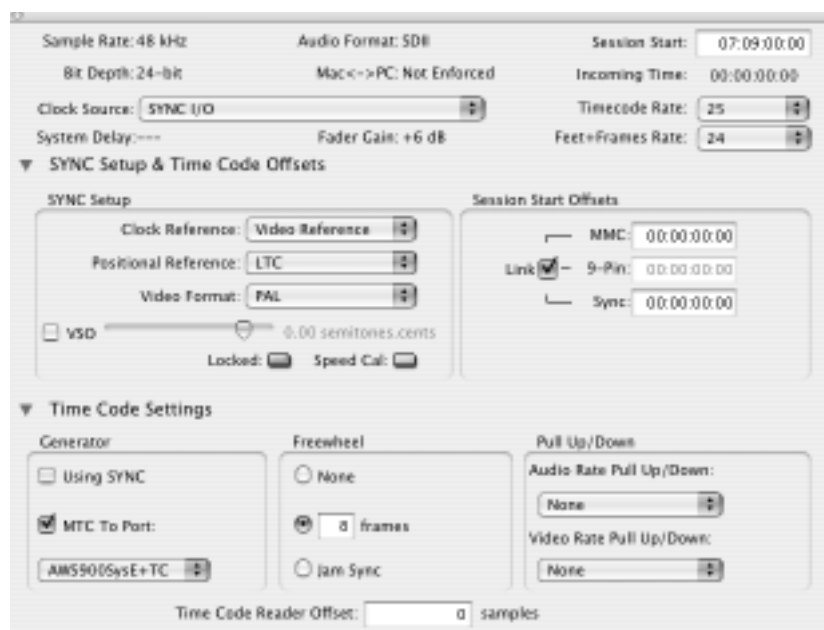 Sample Rate: 48 kHz Audio Format: SDII Session Start: 07:09:00:00
Bit Depth: 24-bit Mac<->PC: Not Enforced Incoming Time: 00:00:00:00
Clock Source: SYNC I/O Timecode Rate: 25
System Delay:--- Fader Gain: +6 dB Feet+Frames Rate: 24
SYNC Setup & Time Code Offsets
SYNC Setup Session Start Offsets
Clock Reference: Video Reference MMC: 00:00:00:00
Positional Reference: LTC Link 9-Pin: 00:00:00:00
Video Format: PAL Sync: 00:00:00:00
VSO 0.00 semitones.cents
Locked: Speed Cal:
Time Code Settings
Generator Freewheel Pull Up/Down
Using SYNC None Audio Rate Pull Up/Down:
None
MTC To Port: 8 frames Video Rate Pull Up/Down:
AWS900SysE+TC Jam Sync None
Time Code Reader Offset: 0 samples